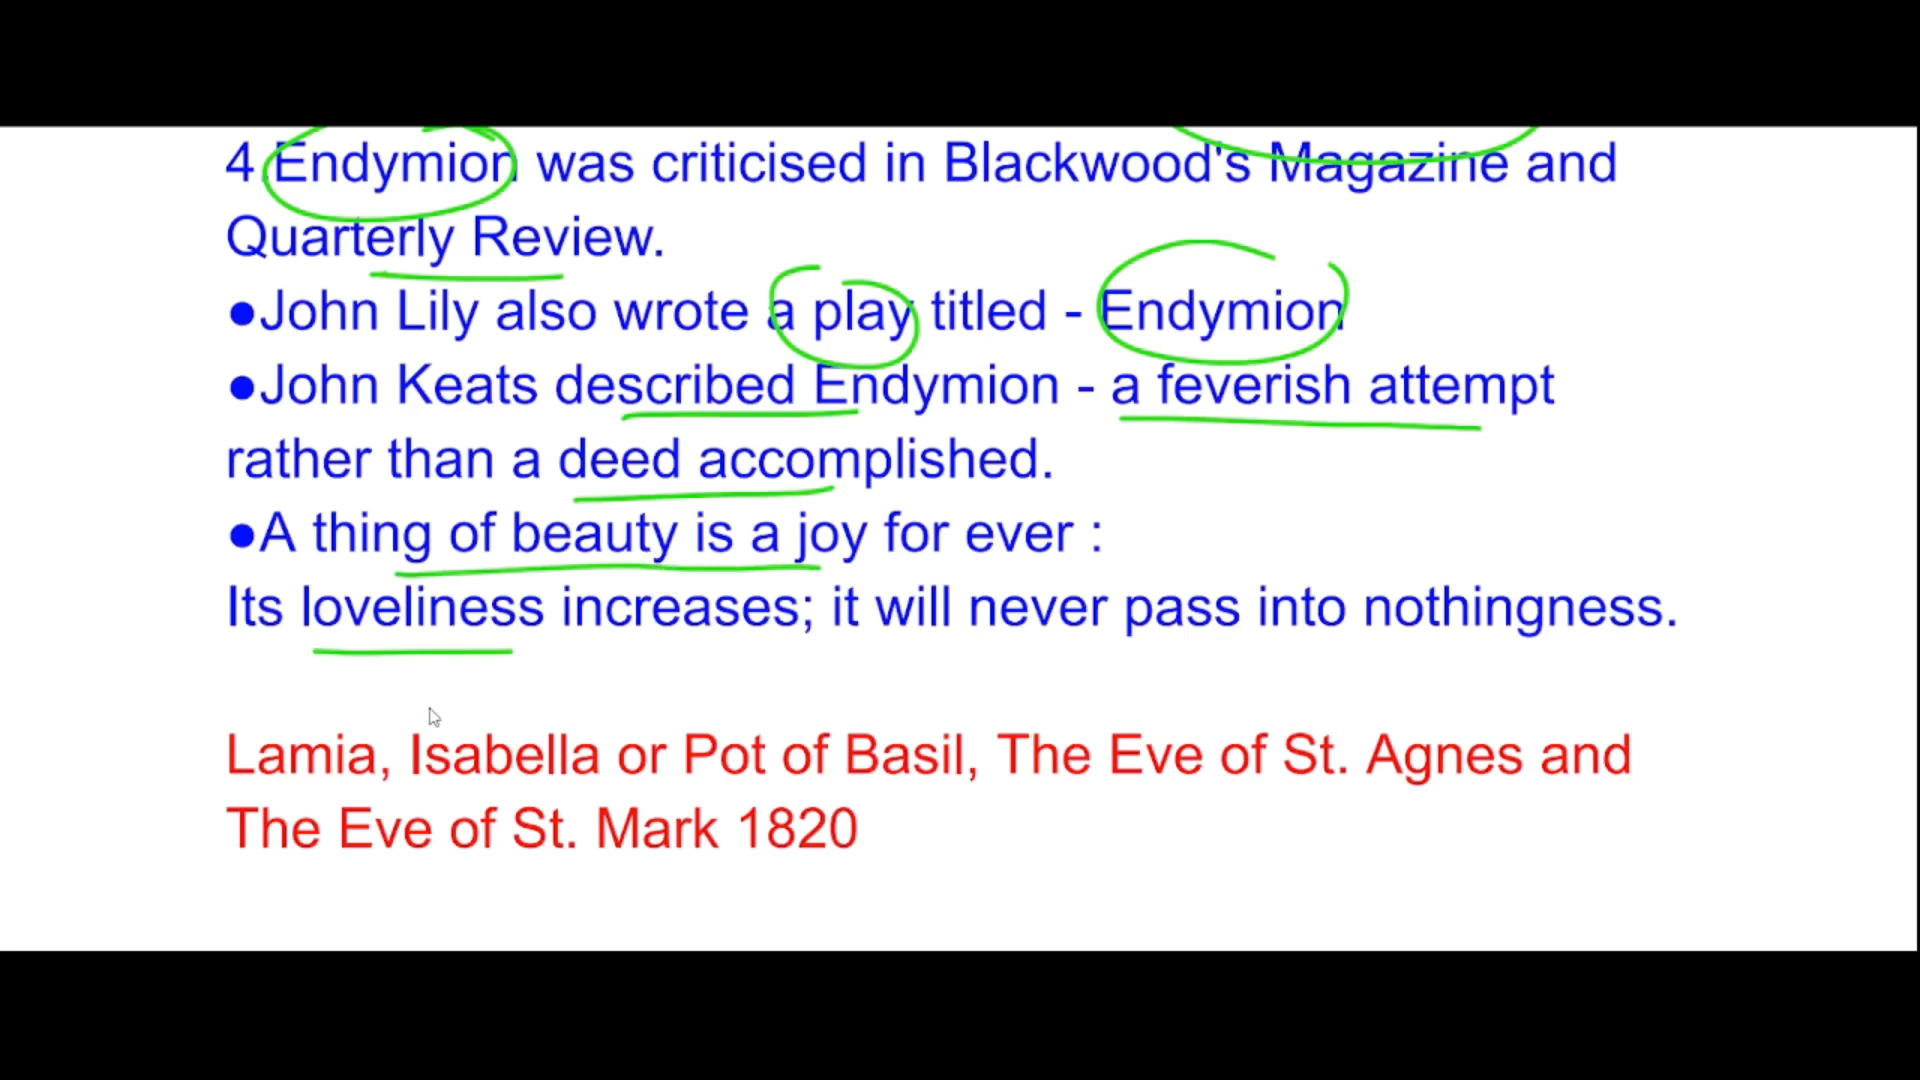 4.Endymion was criticised in Blackwood's Magazine and
Quarterly Review.
●John Lily also wrote a play titled - Endymion
●John Keats described Endymion - a feverish attempt
rather than a deed accomplished.
●A thing of beauty is a joy for ever :
Its loveliness increases; it will never pass into nothingness.
Lamia, Isabella or Pot of Basil, The Eve of St. Agnes and
The Eve of St. Mark 1820